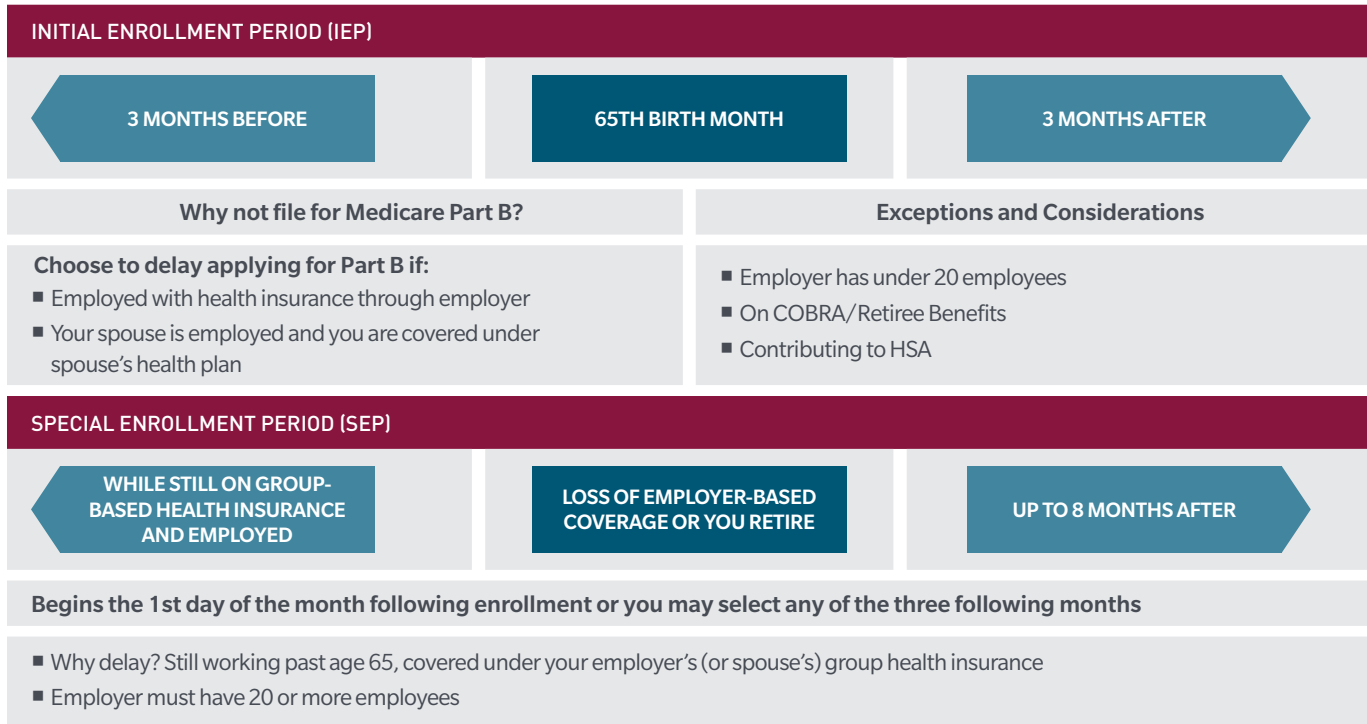 INITIAL ENROLLMENT PERIOD (IEP)
3 MONTHS BEFORE
65TH BIRTH MONTH
3 MONTHS AFTER
Why not file for Medicare Part B?
Exceptions and Considerations
Choose to delay applying for Part B if:
■ Employed with health insurance through employer
■ Your spouse is employed and you are covered under
spouse’s health plan
■ Employer has under 20 employees
■ On COBRA/Retiree Benefits
■ Contributing to HSA
SPECIAL ENROLLMENT PERIOD (SEP)
WHILE STILL ON GROUP-
BASED HEALTH INSURANCE
AND EMPLOYED
LOSS OF EMPLOYER-BASED
COVERAGE OR YOU RETIRE
UP TO 8 MONTHS AFTER
Begins the 1st day of the month following enrollment or you may select any of the three following months
■ Why delay? Still working past age 65, covered under your employer’s (or spouse’s) group health insurance
■ Employer must have 20 or more employees